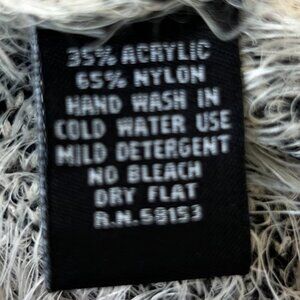 35% ACRYLIC
65% NYLON
HAND WASH IN
COLD WATER USE
MILD DETERGENT
NO BLEACH
DRY FLAT
R.N.58153